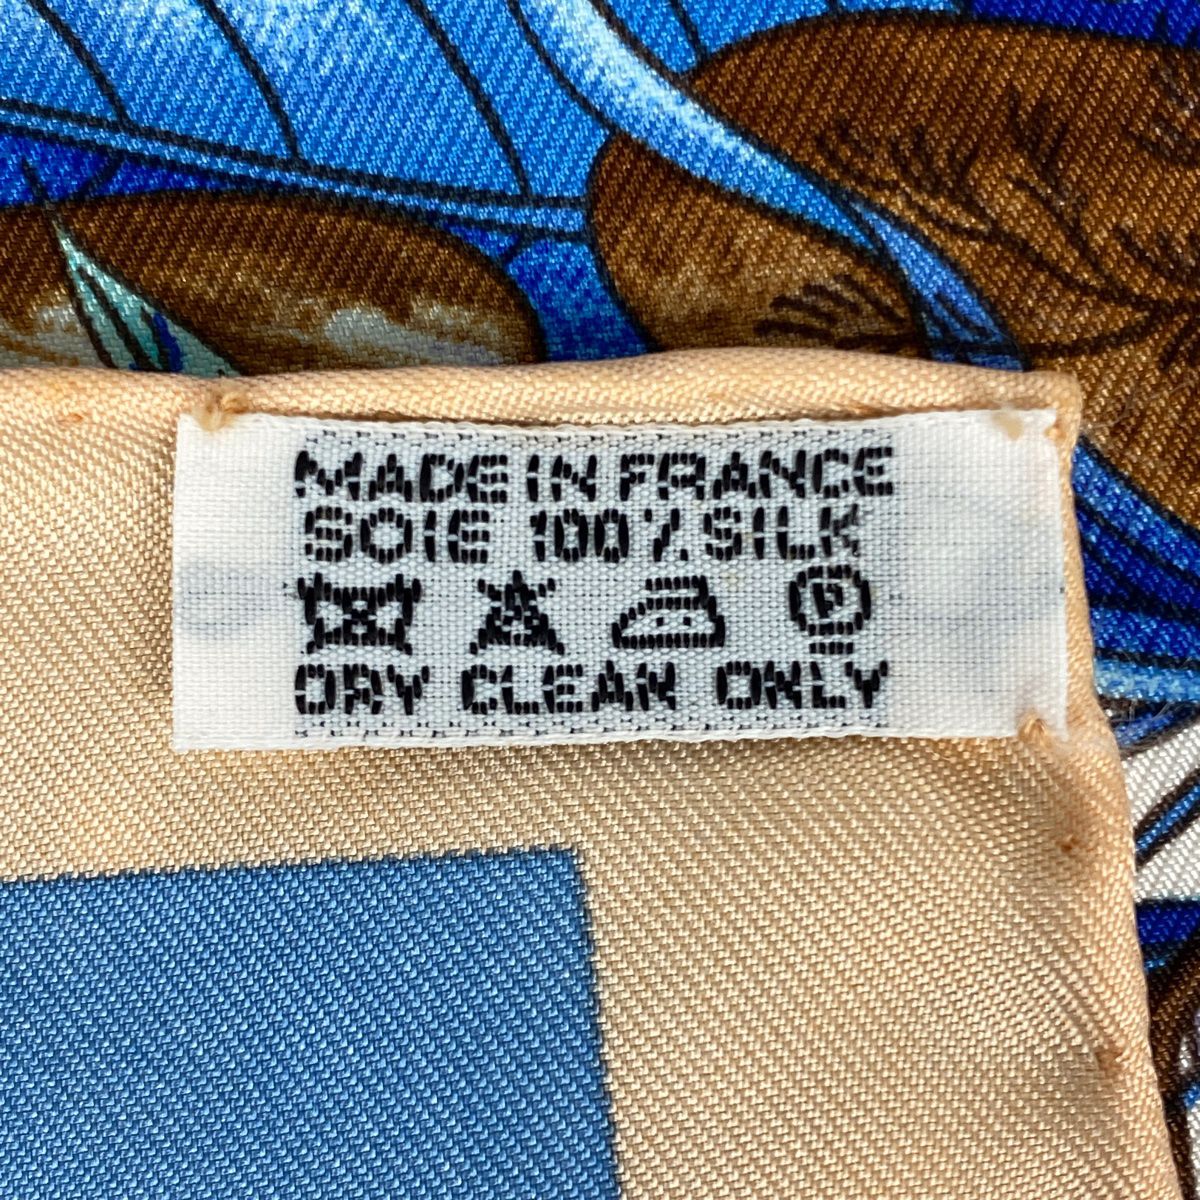 MADE IN FRANCE
SOIE 100% SILK
P
DRY CLEAN ONLY